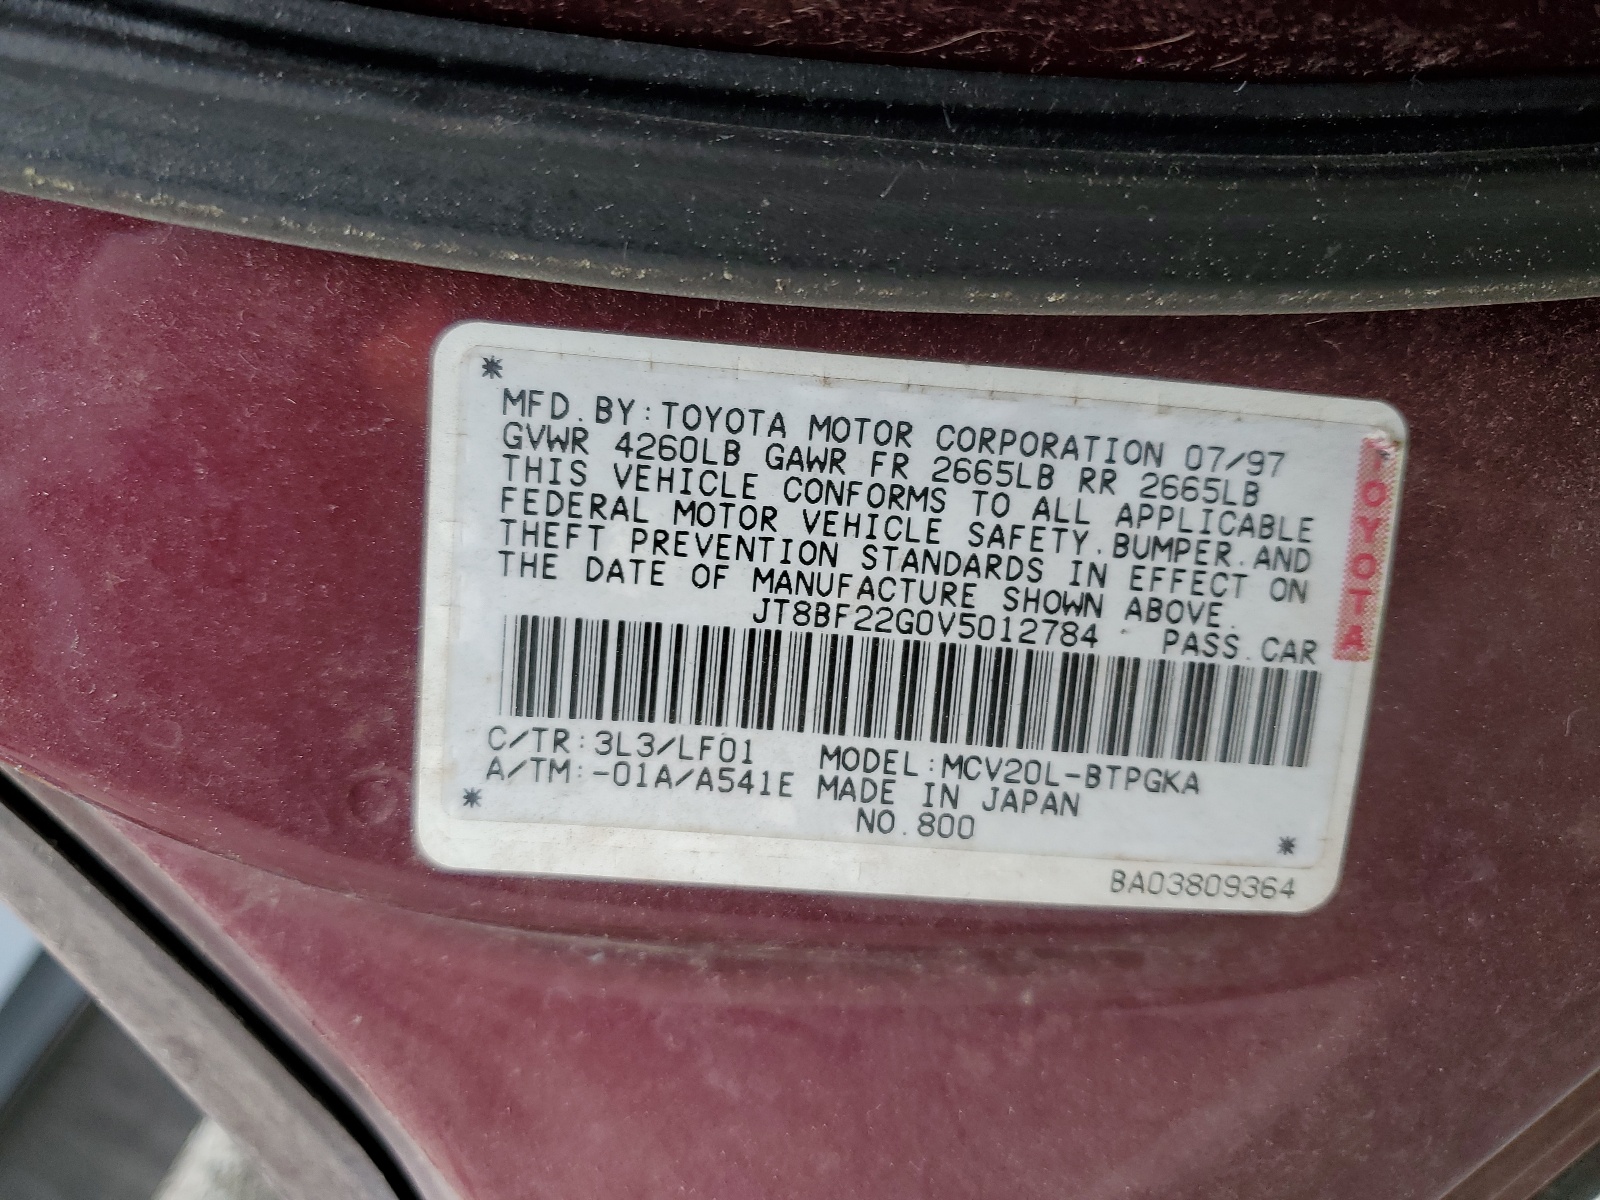 MFD.BY:TOYOTA MOTOR CORPORATION 07/97
GVWR 4260LB GAWR FR 2665LB RR 2665LB
THIS VEHICLE CONFORMS TO ALL APPLICABLE
FEDERAL MOTOR VEHICLE SAFETY.BUMPER.AND
THEFT PREVENTION STANDARDS IN EFFECT ON
THE DATE OF MANUFACTURE SHOWN ABOVE.
JT8BF22G0V5012784 PASS.CAR
TOYOTA
C/TR:3L3/LF01 MODEL:MCV20L-BTPGKA
A/TM:-01A/A541E MADE IN JAPAN
NO.800
BA03809364